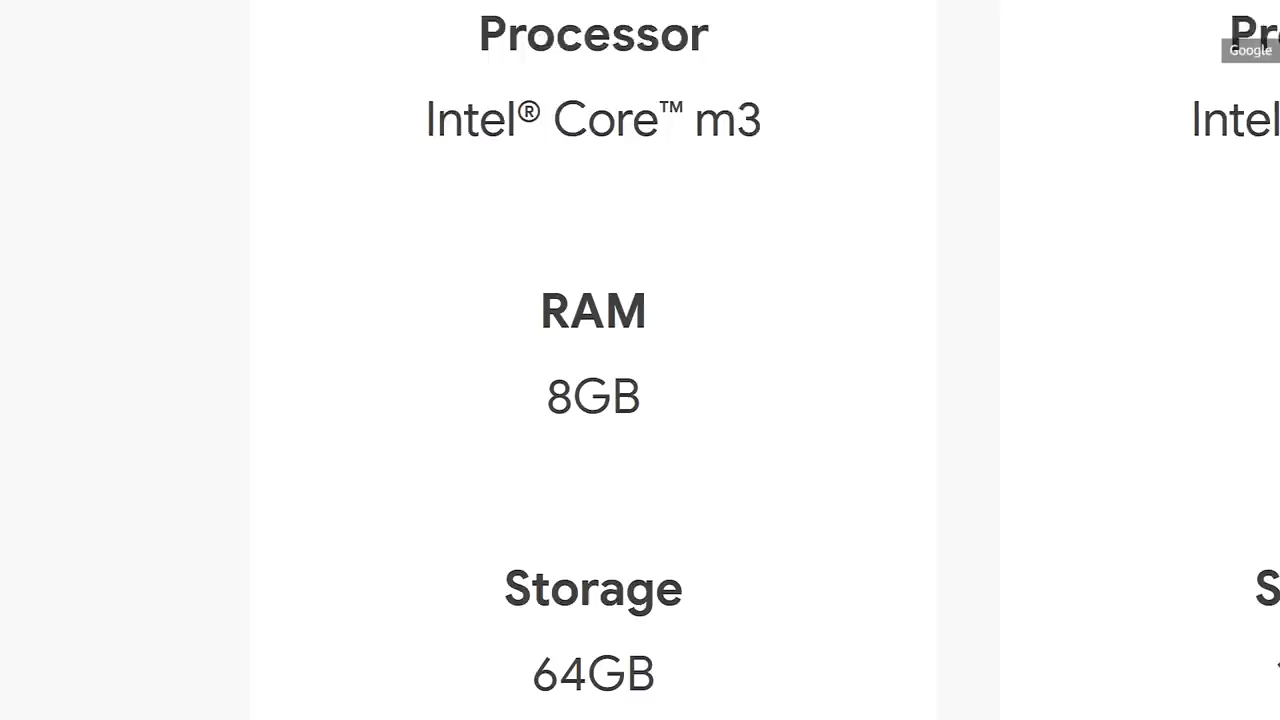 Processor
Intel® Core™ m3
RAM
8GB
Storage
64GB
Google
Intel